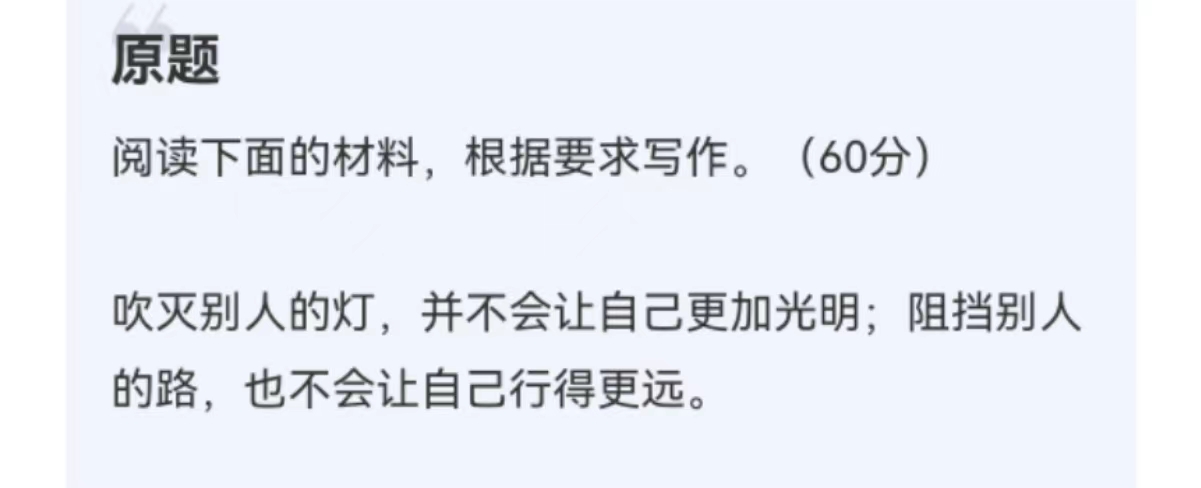 原题
阅读下面的材料，根据要求写作。（60分）
吹灭别人的灯，并不会让自己更加光明；阻挡别人
的路，也不会让自己行得更远。